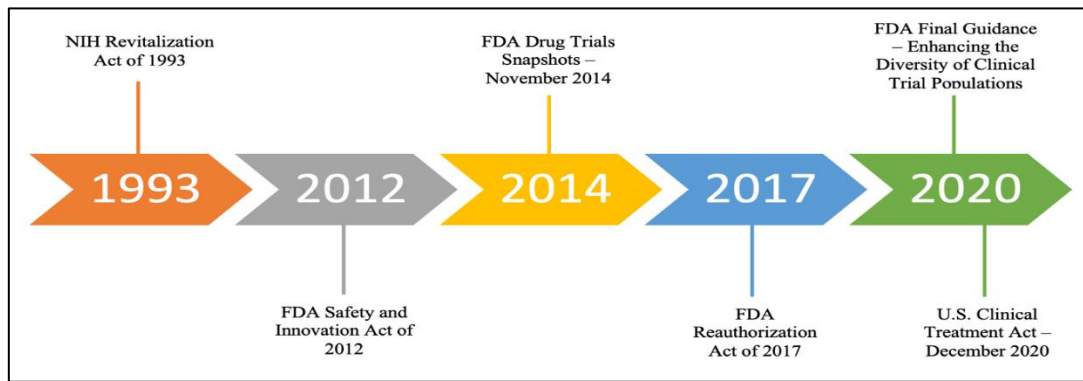 NIH Revitalization
Act of 1993
FDA Drug Trials
Snapshots –
November 2014
FDA Final Guidance
– Enhancing the
Diversity of Clinical
Trial Populations
1993
2012
2014
2017
2020
FDA Safety and
Innovation Act of
2012
FDA
Reauthorization
Act of 2017
U.S. Clinical
Treatment Act –
December 2020